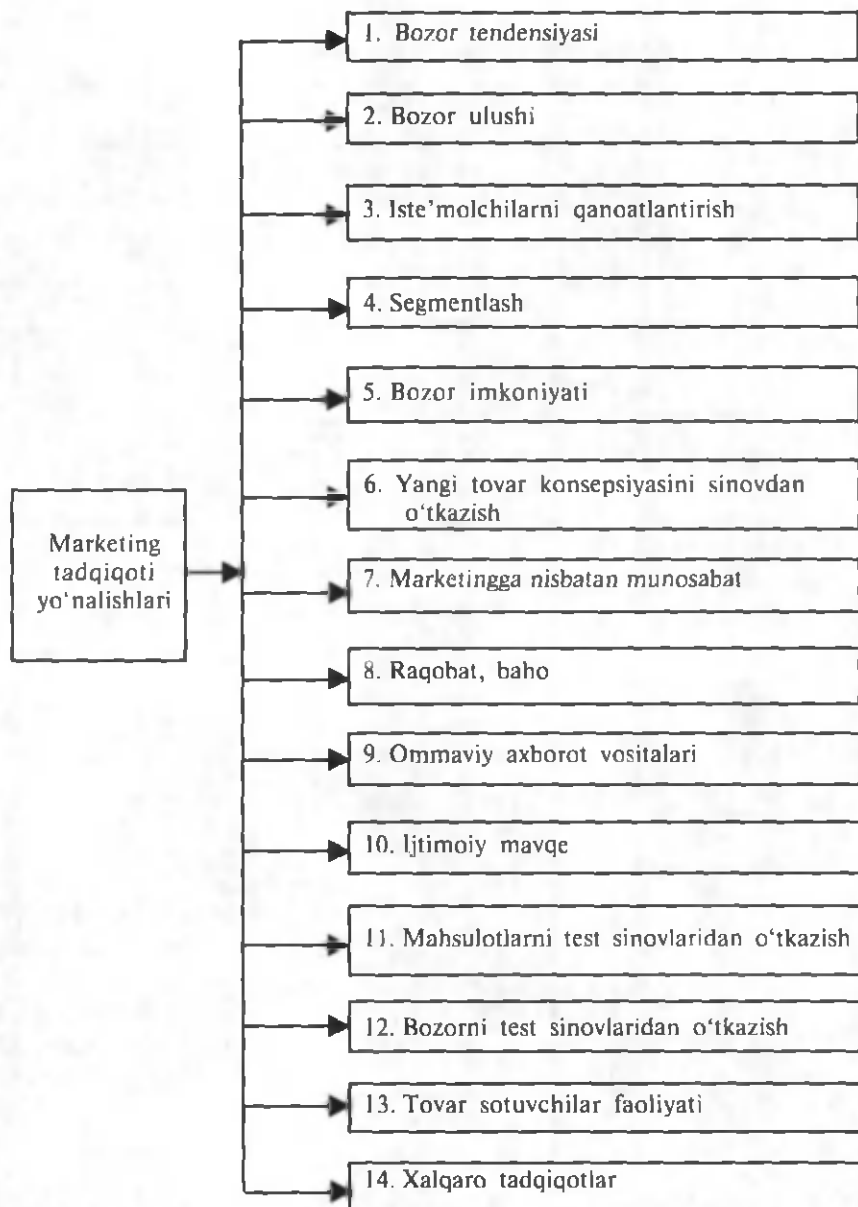 1. Bozor tendensiyasi
2. Bozor ulushi
3. Iste’molchilarni qanoatlantirish
4. Segmentlash
5. Bozor imkoniyati
6. Yangi tovar konsepsiyasini sinovdan
o‘tkazish
Marketing
tadqiqoti
yo‘nalishlari
7. Marketingga nisbatan munosabat
8. Raqobat, baho
9. Ommaviy axborot vositalari
10. Ijtimoiy mavqe
11. Mahsulotlarni test sinovlaridan o‘tkazish
12. Bozorni test sinovlaridan o‘tkazish
13. Tovar sotuvchilar faoliyati
14. Xalqaro tadqiqotlar